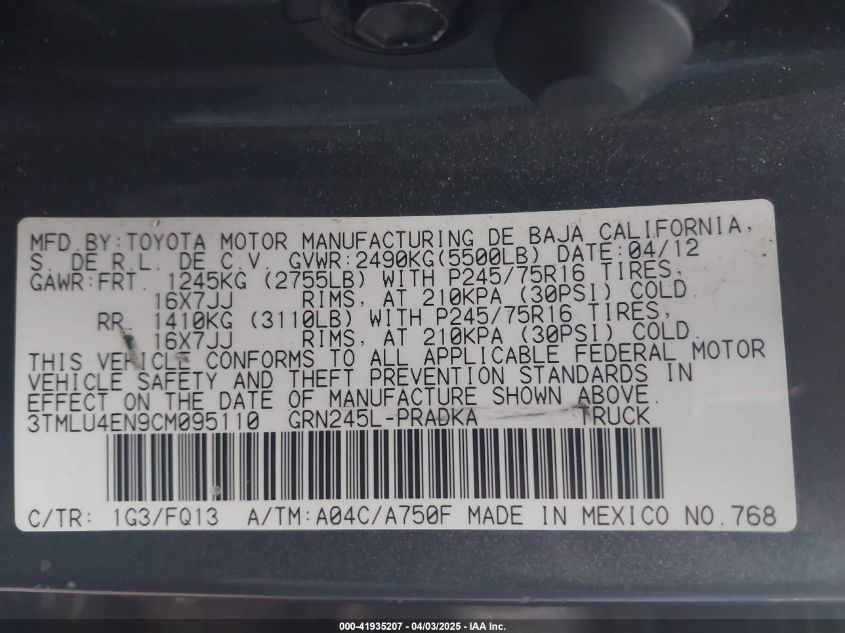 MFD.BY:TOYOTA MOTOR MANUFACTURING DE BAJA CALIFORNIA,
S. DE R.L. DE C.V. GVWR:2490KG(5500LB) DATE:04/12
GAWR:FRT. 1245KG (2755LB) WITH P245/75R16 TIRES,
16X7JJ RIMS, AT 210KPA (30PSI) COLD
RR. 1410KG (3110LB) WITH P245/75R16 TIRES,
16X7JJ RIMS, AT 210KPA (30PSI) COLD.
THIS VEHICLE CONFORMS TO ALL APPLICABLE FEDERAL MOTOR
VEHICLE SAFETY AND THEFT PREVENTION STANDARDS IN
EFFECT ON THE DATE OF MANUFACTURE SHOWN ABOVE.
3TMLU4EN9CM095110 GRN245L-PRADKA TRUCK
C/TR: 1G3/FQ13 A/TM:A04C/A750F MADE IN MEXICO NO.768
000-41935207 - 04/03/2025 - IAA Inc.